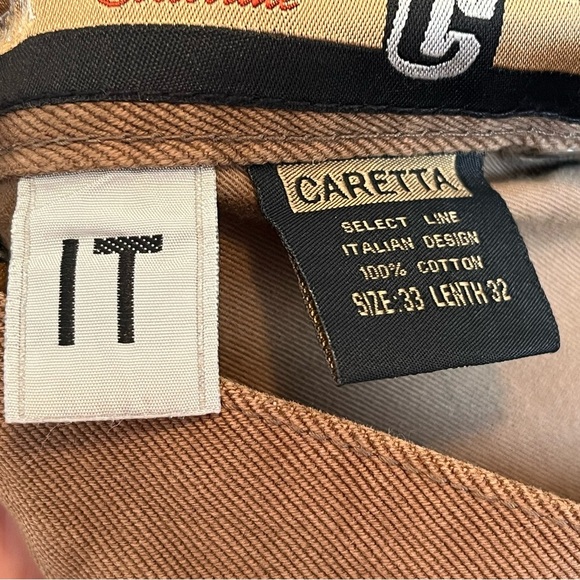 C
IT
CARETTA
SELECT LINE
ITALIAN DESIGN
100% COTTON
SIZE:33 LENTH 32